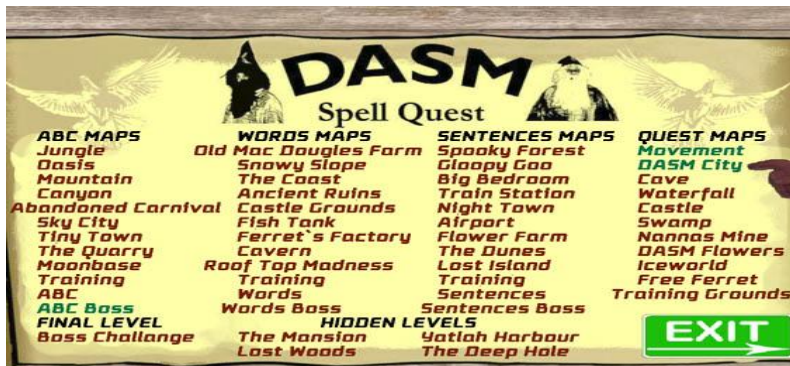 DASM
Spell Quest
ABC MAPS
Jungle
Oasis
Mountain
Canyon
Abandoned Carnival
Sky City
Tiny Town
The Quarry
Moonbase
Training
ABC
ABC Boss
WORDS MAPS
Old Mac Dougles Farm
Snowy Slope
The Coast
Ancient Ruins
Castle Grounds
Fish Tank
Ferret`s Factory
Cavern
Roof Top Madness
Training
Words
Words Boss
SENTENCES MAPS
Spooky Forest
Gloopy Goo
Big Bedroom
Train Station
Night Town
Airport
Flower Farm
The Dunes
Lost Island
Training
Sentences
Sentences Boss
QUEST MAPS
Movement
DASM City
Cave
Waterfall
Castle
Swamp
Nannas Mine
DASM Flowers
Iceworld
Free Ferret
Training Grounds
FINAL LEVEL
Boss Challange
HIDDEN LEVELS
The Mansion
Lost Woods
Yatlah Harbour
The Deep Hole
EXIT